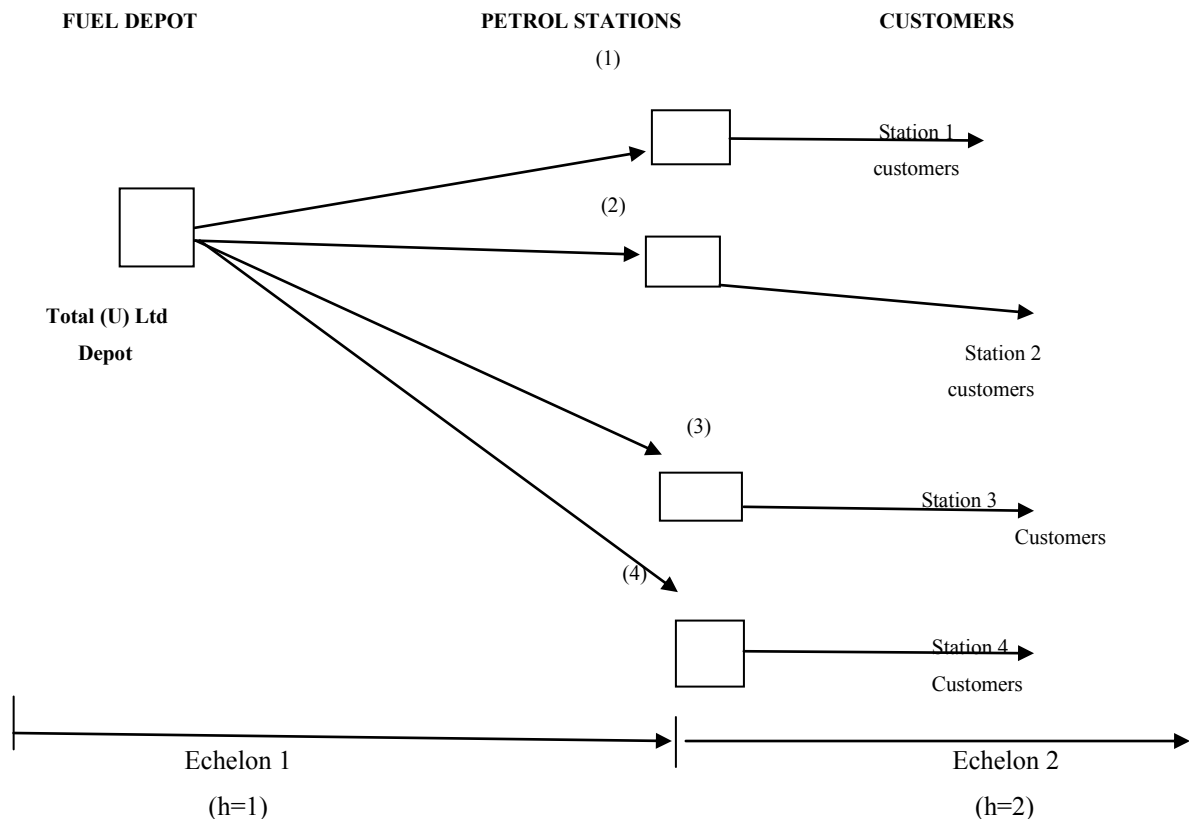 FUEL DEPOT
PETROL STATIONS
CUSTOMERS
(1)
Station 1
customers
(2)
Total (U) Ltd
Depot
Station 2
customers
(3)
Station 3
Customers
(4)
Station 4
Customers
Echelon 1
Echelon 2
(h=1)
(h=2)